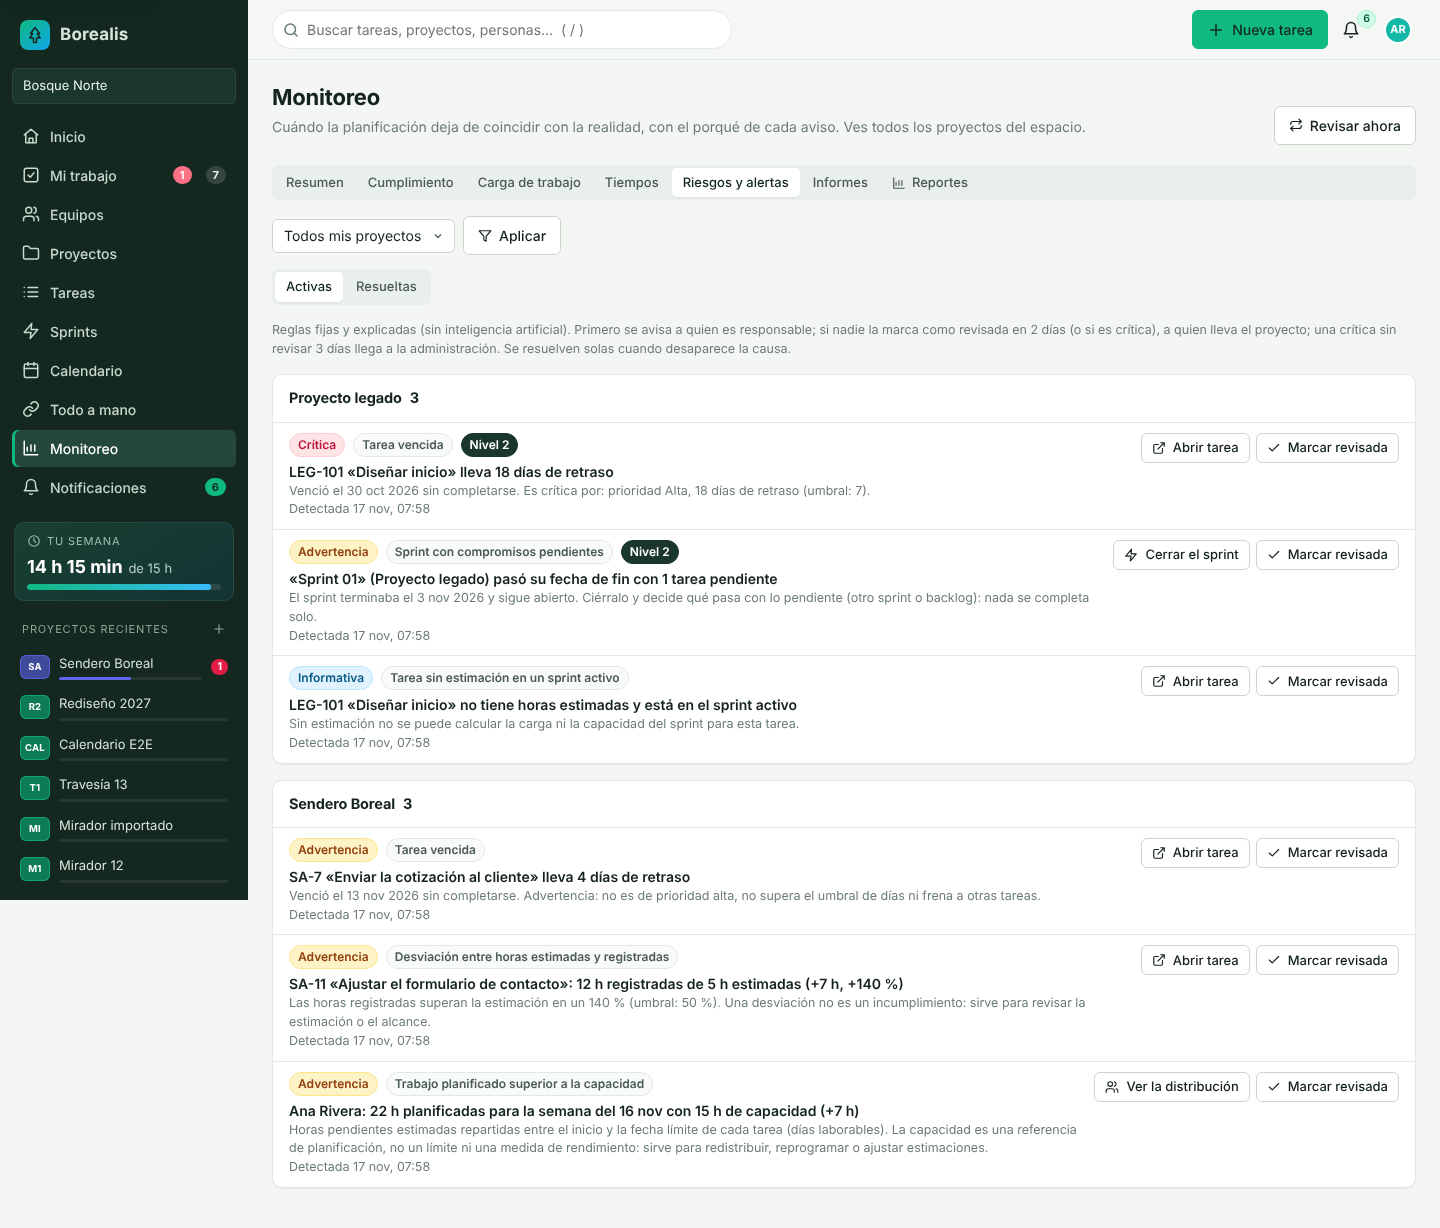 Borealis
Bosque Norte
Inicio
Mi trabajo 1 7
Equipos
Proyectos
Tareas
Sprints
Calendario
Todo a mano
Monitoreo
Notificaciones 6
TU SEMANA
14 h 15 min de 15 h
PROYECTOS RECIENTES +
SA Sendero Boreal 1
R2 Rediseño 2027
CAL Calendario E2E
T1 Travesía 13
MI Mirador importado
M1 Mirador 12
Buscar tareas, proyectos, personas... ( / )
Nueva tarea
6
AR
Monitoreo
Cuándo la planificación deja de coincidir con la realidad, con el porqué de cada aviso. Ves todos los proyectos del espacio.
Revisar ahora
Resumen Cumplimiento Carga de trabajo Tiempos Riesgos y alertas Informes Reportes
Todos mis proyectos Aplicar
Activas Resueltas
Reglas fijas y explicadas (sin inteligencia artificial). Primero se avisa a quien es responsable; si nadie la marca como revisada en 2 días (o si es crítica), a quien lleva el proyecto; una crítica sin
revisar 3 días llega a la administración. Se resuelven solas cuando desaparece la causa.
Proyecto legado 3
Crítica Tarea vencida Nivel 2 Abrir tarea Marcar revisada
LEG-101 «Diseñar inicio» lleva 18 días de retraso
Venció el 30 oct 2026 sin completarse. Es crítica por: prioridad Alta, 18 días de retraso (umbral: 7).
Detectada 17 nov, 07:58
Advertencia Sprint con compromisos pendientes Nivel 2 Cerrar el sprint Marcar revisada
«Sprint 01» (Proyecto legado) pasó su fecha de fin con 1 tarea pendiente
El sprint terminaba el 3 nov 2026 y sigue abierto. Ciérralo y decide qué pasa con lo pendiente (otro sprint o backlog): nada se completa
solo.
Detectada 17 nov, 07:58
Informativa Tarea sin estimación en un sprint activo Abrir tarea Marcar revisada
LEG-101 «Diseñar inicio» no tiene horas estimadas y está en el sprint activo
Sin estimación no se puede calcular la carga ni la capacidad del sprint para esta tarea.
Detectada 17 nov, 07:58
Sendero Boreal 3
Advertencia Tarea vencida Abrir tarea Marcar revisada
SA-7 «Enviar la cotización al cliente» lleva 4 días de retraso
Venció el 13 nov 2026 sin completarse. Advertencia: no es de prioridad alta, no supera el umbral de días ni frena a otras tareas.
Detectada 17 nov, 07:58
Advertencia Desviación entre horas estimadas y registradas Abrir tarea Marcar revisada
SA-11 «Ajustar el formulario de contacto»: 12 h registradas de 5 h estimadas (+7 h, +140 %)
Las horas registradas superan la estimación en un 140 % (umbral: 50 %). Una desviación no es un incumplimiento: sirve para revisar la
estimación o el alcance.
Detectada 17 nov, 07:58
Advertencia Trabajo planificado superior a la capacidad Ver la distribución Marcar revisada
Ana Rivera: 22 h planificadas para la semana del 16 nov con 15 h de capacidad (+7 h)
Horas pendientes estimadas repartidas entre el inicio y la fecha límite de cada tarea (días laborables). La capacidad es una referencia
de planificación, no un límite ni una medida de rendimiento: sirve para redistribuir, reprogramar o ajustar estimaciones.
Detectada 17 nov, 07:58